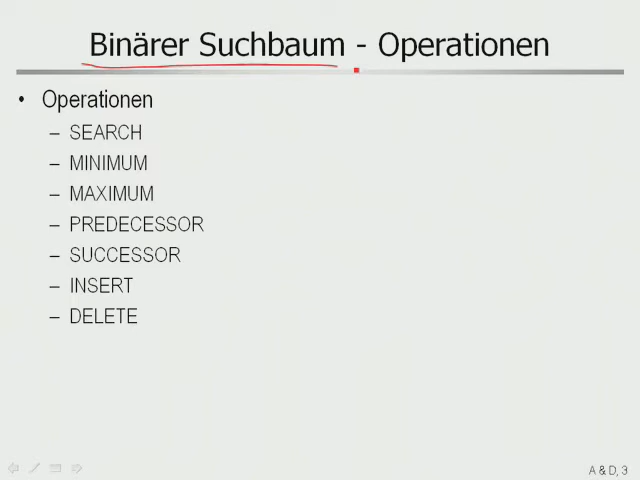 Binärer Suchbaum - Operationen
• Operationen
– SEARCH
– MINIMUM
– MAXIMUM
– PREDECESSOR
– SUCCESSOR
– INSERT
– DELETE
A & D, 3